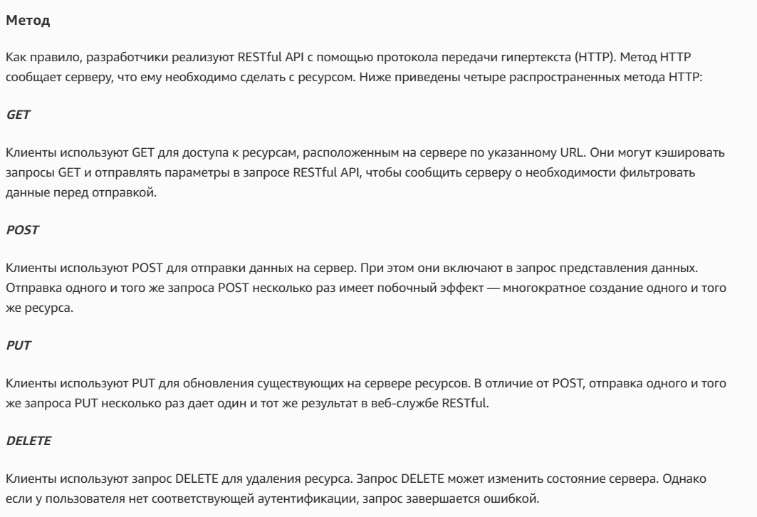 Метод
Как правило, разработчики реализуют RESTful API с помощью протокола передачи гипертекста (HTTP). Метод HTTP
сообщает серверу, что ему необходимо сделать с ресурсом. Ниже приведены четыре распространенных метода HTTP:
GET
Клиенты используют GET для доступа к ресурсам, расположенным на сервере по указанному URL. Они могут кэшировать
запросы GET и отправлять параметры в запросе RESTful API, чтобы сообщить серверу о необходимости фильтровать
данные перед отправкой.
POST
Клиенты используют POST для отправки данных на сервер. При этом они включают в запрос представления данных.
Отправка одного и того же запроса POST несколько раз имеет побочный эффект — многократное создание одного и того
же ресурса.
PUT
Клиенты используют PUT для обновления существующих на сервере ресурсов. В отличие от POST, отправка одного и того
же запроса PUT несколько раз дает один и тот же результат в веб-службе RESTful.
DELETE
Клиенты используют запрос DELETE для удаления ресурса. Запрос DELETE может изменить состояние сервера. Однако
если у пользователя нет соответствующей аутентификации, запрос завершается ошибкой.